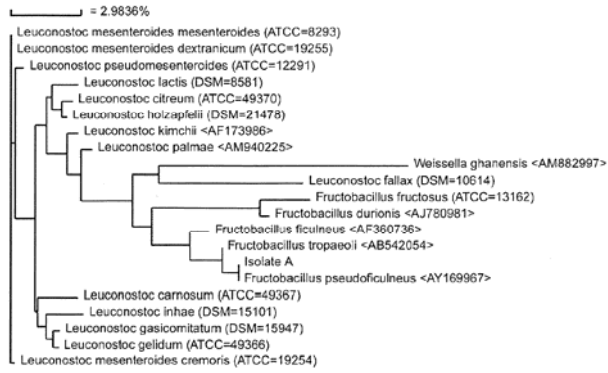 = 2.9836%
Leuconostoc mesenteroides mesenteroides (ATCC=8293)
Leuconostoc mesenteroides dextranicum (ATCC=19255)
Leuconostoc pseudomesenteroides (ATCC=12291)
Leuconostoc lactis (DSM=8581)
Leuconostoc citreum (ATCC=49370)
Leuconostoc holzapfelii (DSM=21478)
Leuconostoc kimchii <AF173986>
Leuconostoc palmae <AM940225>
Weissella ghanensis <AM882997>
Leuconostoc fallax (DSM=10614)
Fructobacillus fructosus (ATCC=13162)
Fructobacillus durionis <AJ780981>
Fructobacillus ficulneus <AF360736>
Fructobacillus tropaeoli <AB542054>
Isolate A
Fructobacillus pseudoficulneus <AY169967>
Leuconostoc carnosum (ATCC=49367)
Leuconostoc inhae (DSM=15101)
Leuconostoc gasicomitatum (DSM=15947)
Leuconostoc gelidum (ATCC=49366)
Leuconostoc mesenteroides cremoris (ATCC=19254)